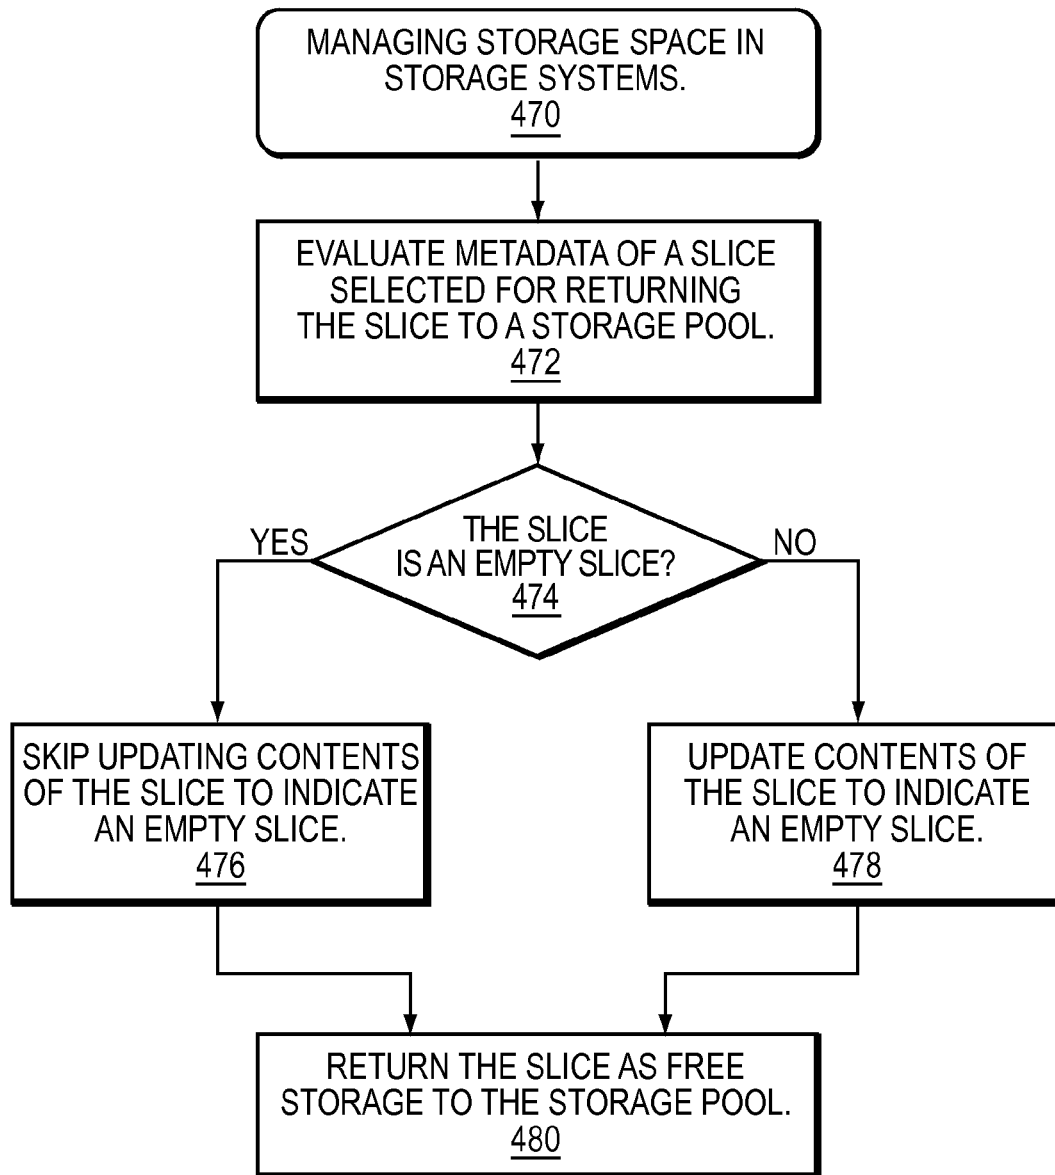 MANAGING STORAGE SPACE IN
STORAGE SYSTEMS.
470
EVALUATE METADATA OF A SLICE
SELECTED FOR RETURNING
THE SLICE TO A STORAGE POOL.
472
THE SLICE
IS AN EMPTY SLICE?
474
YES
NO
SKIP UPDATING CONTENTS
OF THE SLICE TO INDICATE
AN EMPTY SLICE.
476
UPDATE CONTENTS OF
THE SLICE TO INDICATE
AN EMPTY SLICE.
478
RETURN THE SLICE AS FREE
STORAGE TO THE STORAGE POOL.
480